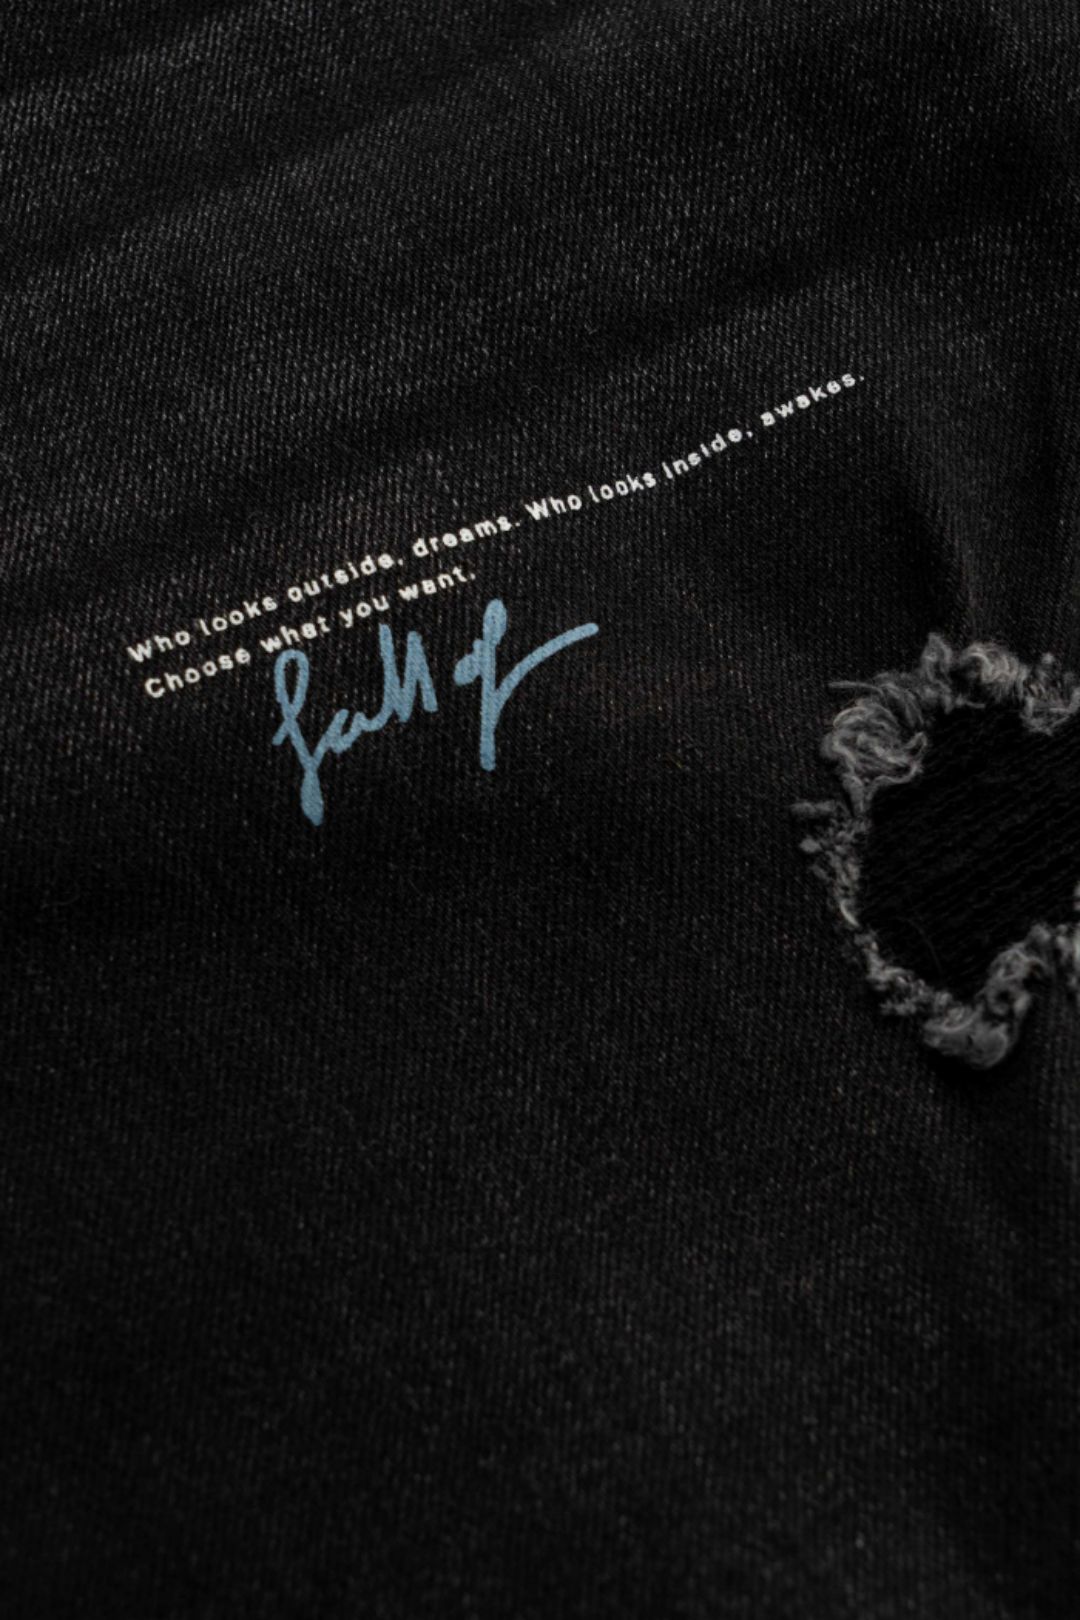 Who looks outside, dreams. Who looks inside, awakes.
Choose what you want.